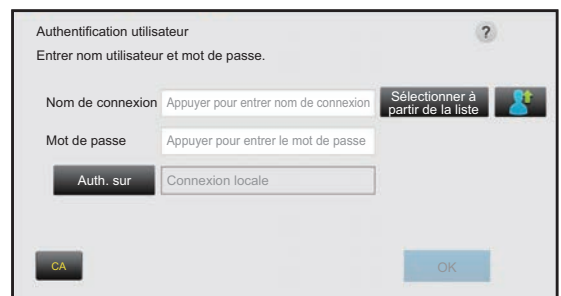 Authentification utilisateur
?
Entrer nom utilisateur et mot de passe.
Nom de connexion
Appuyer pour entrer nom de connexion
Sélectionner à
partir de la liste
Mot de passe
Appuyer pour entrer le mot de passe
Auth. sur
Connexion locale
CA
OK